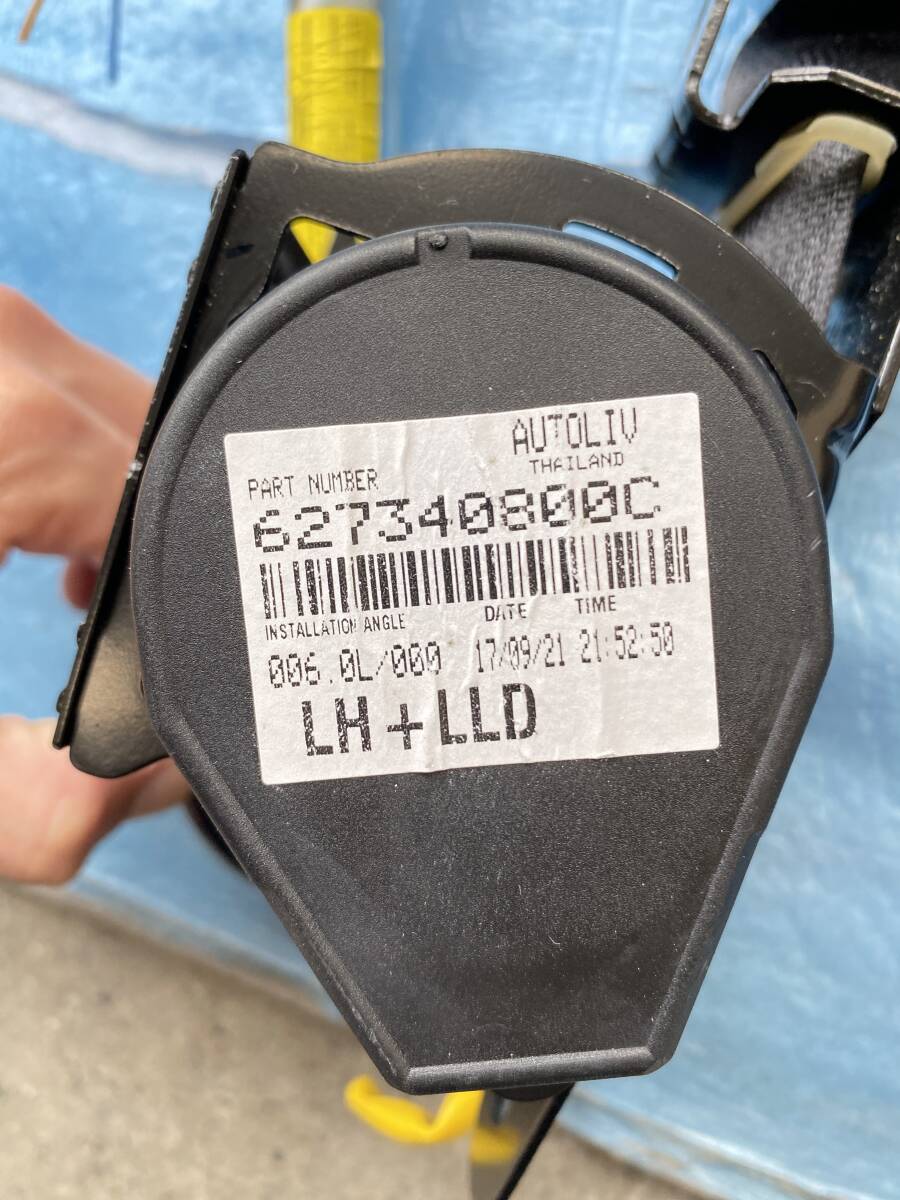 AUTOLIV
THAILAND
PART NUMBER
627340800C
INSTALLATION ANGLE DATE TIME
006.0L/000 17/09/21 21:52:50
LH+LLD